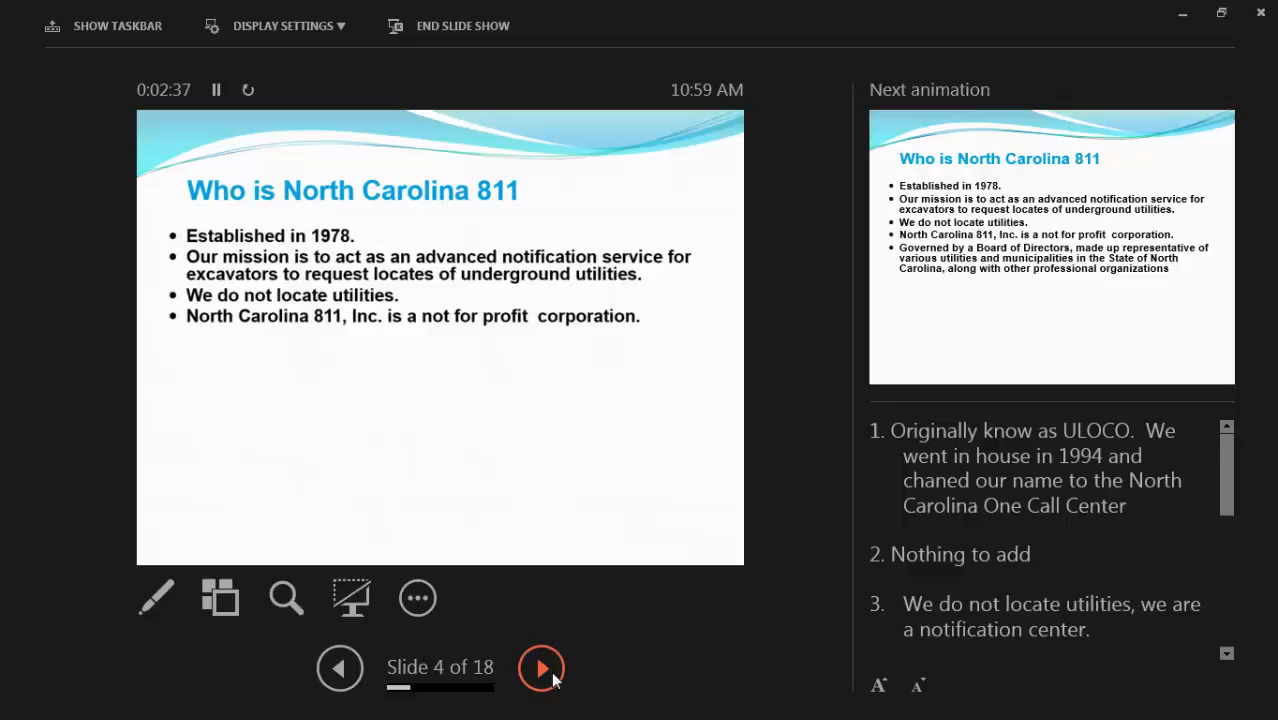 SHOW TASKBAR DISPLAY SETTINGS ▼ END SLIDE SHOW
0:02:37 10:59 AM
Who is North Carolina 811
• Established in 1978.
• Our mission is to act as an advanced notification service for
excavators to request locates of underground utilities.
• We do not locate utilities.
• North Carolina 811, Inc. is a not for profit corporation.
Slide 4 of 18
Next animation
Who is North Carolina 811
• Established in 1978.
• Our mission is to act as an advanced notification service for
excavators to request locates of underground utilities.
• We do not locate utilities.
• North Carolina 811, Inc. is a not for profit corporation.
• Governed by a Board of Directors, made up representative of
various utilities and municipalities in the State of North
Carolina, along with other professional organizations
1. Originally know as ULOCO. We
went in house in 1994 and
chaned our name to the North
Carolina One Call Center
2. Nothing to add
3. We do not locate utilities, we are
a notification center.
A A